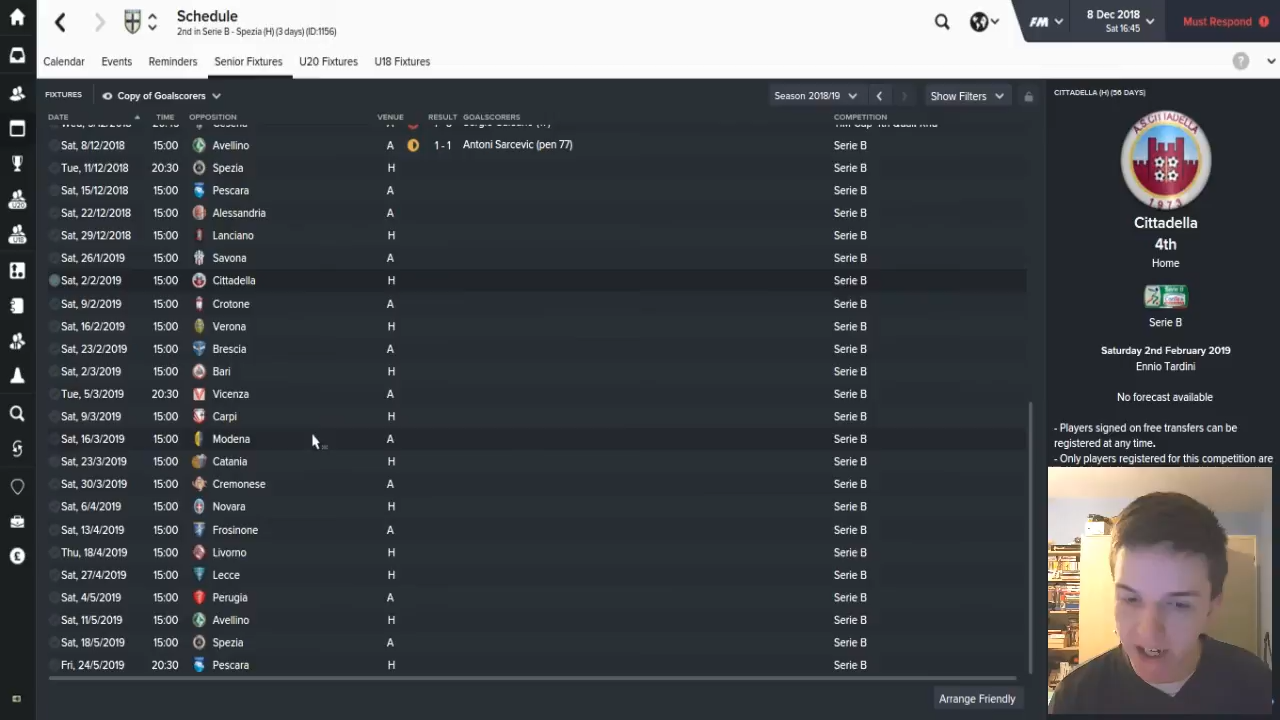 Schedule
2nd in Serie B - Spezia (H) (3 days) (ID:1156)
FM
8 Dec 2018
Sat 16:45
Must Respond
Calendar Events Reminders Senior Fixtures U20 Fixtures U18 Fixtures
FIXTURES Copy of Goalscorers Season 2018/19 Show Filters
DATE TIME OPPOSITION VENUE RESULT GOALSCORERS COMPETITION
Sat, 8/12/2018 15:00 Avellino A 1 - 1 Antoni Sarcevic (pen 77) Serie B
Tue, 11/12/2018 20:30 Spezia H Serie B
Sat, 15/12/2018 15:00 Pescara A Serie B
Sat, 22/12/2018 15:00 Alessandria A Serie B
Sat, 29/12/2018 15:00 Lanciano H Serie B
Sat, 26/1/2019 15:00 Savona A Serie B
Sat, 2/2/2019 15:00 Cittadella H Serie B
Sat, 9/2/2019 15:00 Crotone A Serie B
Sat, 16/2/2019 15:00 Verona H Serie B
Sat, 23/2/2019 15:00 Brescia A Serie B
Sat, 2/3/2019 15:00 Bari H Serie B
Tue, 5/3/2019 20:30 Vicenza A Serie B
Sat, 9/3/2019 15:00 Carpi H Serie B
Sat, 16/3/2019 15:00 Modena A Serie B
Sat, 23/3/2019 15:00 Catania H Serie B
Sat, 30/3/2019 15:00 Cremonese A Serie B
Sat, 6/4/2019 15:00 Novara H Serie B
Sat, 13/4/2019 15:00 Frosinone A Serie B
Thu, 18/4/2019 15:00 Livorno H Serie B
Sat, 27/4/2019 15:00 Lecce H Serie B
Sat, 4/5/2019 15:00 Perugia A Serie B
Sat, 11/5/2019 15:00 Avellino H Serie B
Sat, 18/5/2019 15:00 Spezia A Serie B
Fri, 24/5/2019 20:30 Pescara H Serie B
Arrange Friendly
CITTADELLA (H) (56 DAYS)
A.S. CITTADELLA
1973
Cittadella
4th
Home
Serie B
Saturday 2nd February 2019
Ennio Tardini
No forecast available
- Players signed on free transfers can be
registered at any time.
- Only players registered for this competition are